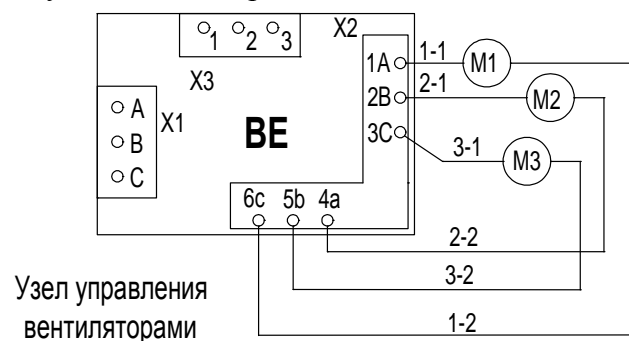 1 2 3
X2
X3
A
B
C
X1
BE
1A
2B
3C
1-1
M1
2-1
M2
3-1
M3
6c 5b 4a
2-2
3-2
1-2
Узел управления
вентиляторами